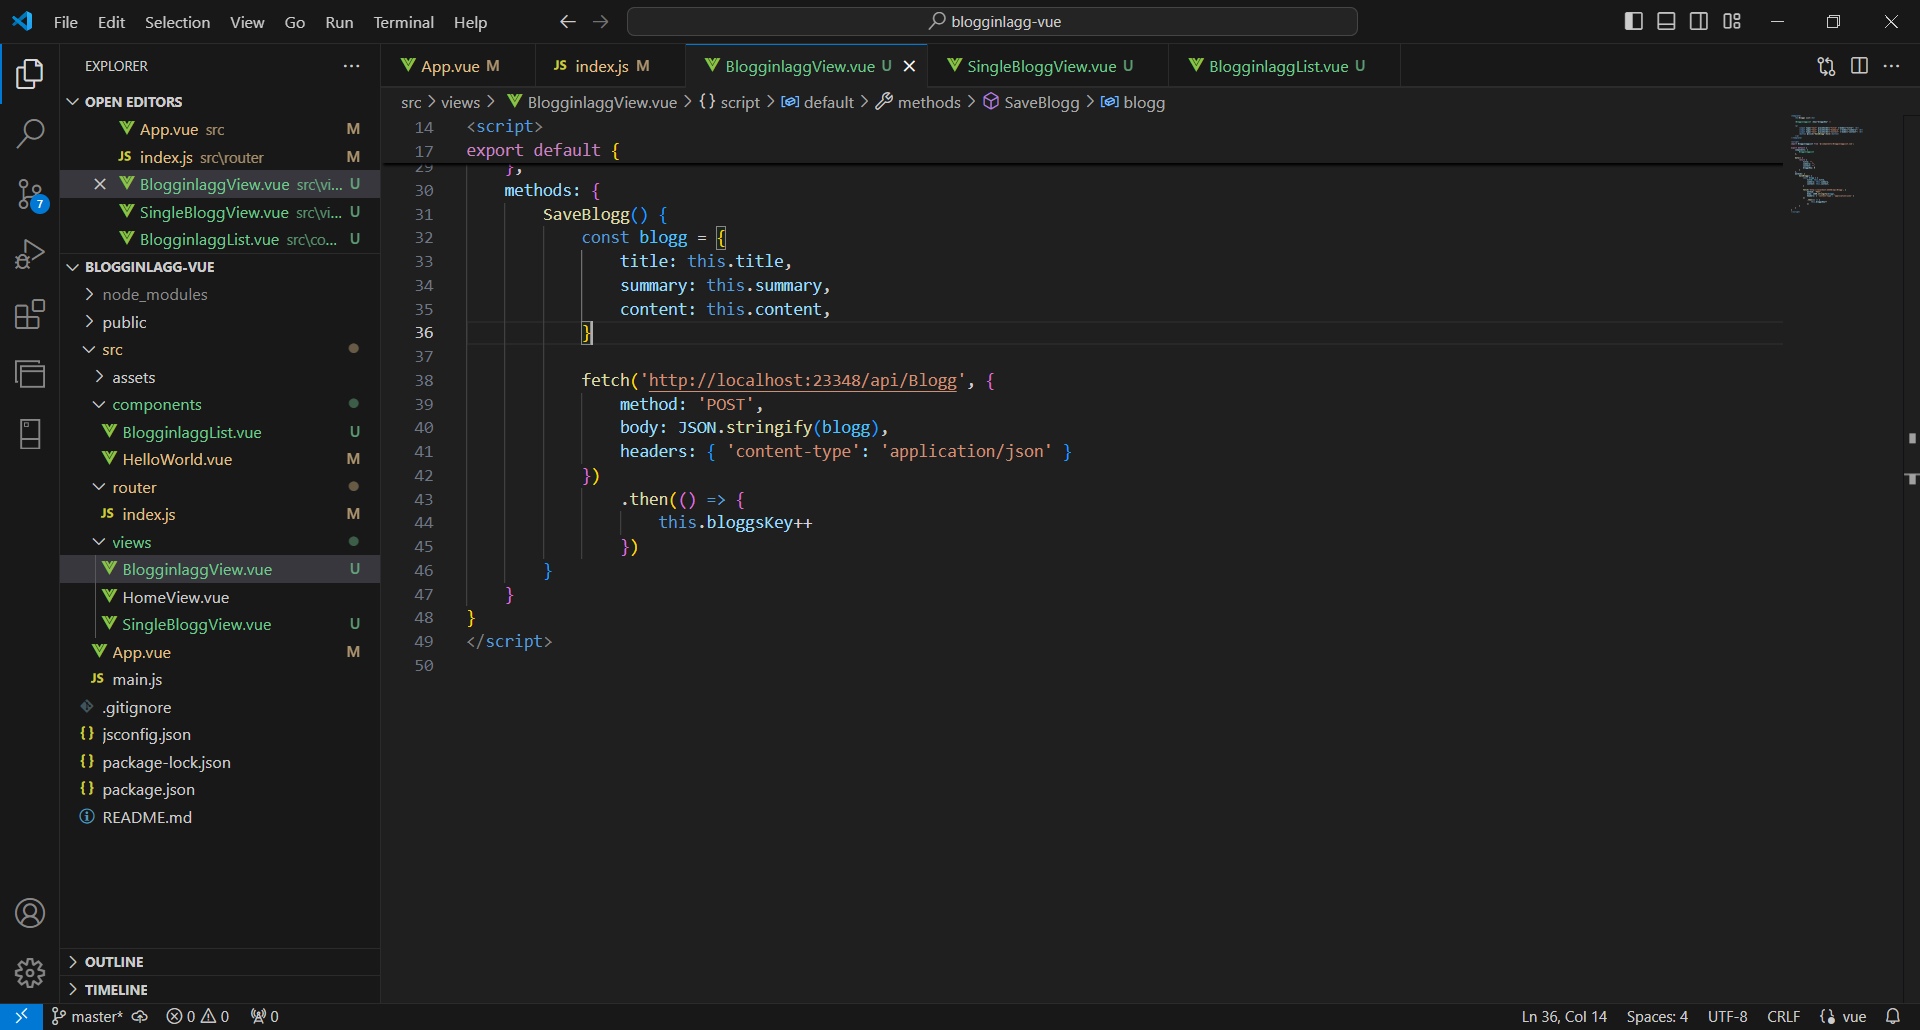 File Edit Selection View Go Run Terminal Help
blogginlagg-vue
EXPLORER
OPEN EDITORS
App.vue src M
JS index.js src\router M
BlogginlaggView.vue src\vi... U
SingleBloggView.vue src\vi... U
BlogginlaggList.vue src\co... U
BLOGGINLAGG-VUE
node_modules
public
src
assets
components
BlogginlaggList.vue U
HelloWorld.vue M
router
JS index.js M
views
BlogginlaggView.vue U
HomeView.vue
SingleBloggView.vue U
App.vue M
JS main.js
.gitignore
{} jsconfig.json
{} package-lock.json
{} package.json
README.md
OUTLINE
TIMELINE
7
App.vue M
JS index.js M
BlogginlaggView.vue U
SingleBloggView.vue U
BlogginlaggList.vue U
src > views > BlogginlaggView.vue > {} script > default > methods > SaveBlogg > blogg
14 <script>
17 export default {
29 },
30 methods: {
31 SaveBlogg() {
32 const blogg = {
33 title: this.title,
34 summary: this.summary,
35 content: this.content,
36 }
37
38 fetch('http://localhost:23348/api/Blogg', {
39 method: 'POST',
40 body: JSON.stringify(blogg),
41 headers: { 'content-type': 'application/json' }
42 })
43 .then(() => {
44 this.bloggsKey++
45 })
46 }
47 }
48 }
49 </script>
50
master* 0 0 0
Ln 36, Col 14 Spaces: 4 UTF-8 CRLF vue